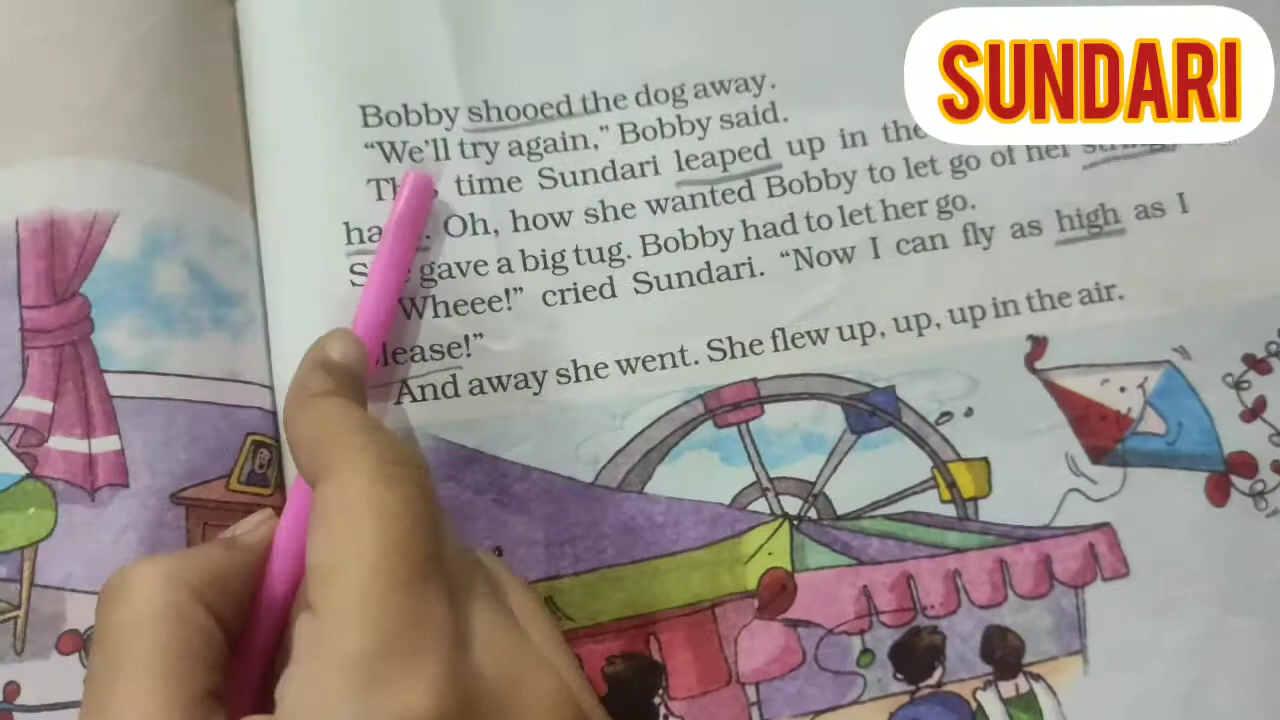 SUNDARI
Bobby shooed the dog away.
“We’ll try again,” Bobby said.
time Sundari leaped up in the
Oh, how she wanted Bobby to let go of her
gave a big tug. Bobby had to let her go.
Wheee!” cried Sundari. “Now I can fly as high as I
And away she went. She flew up, up, up in the air.